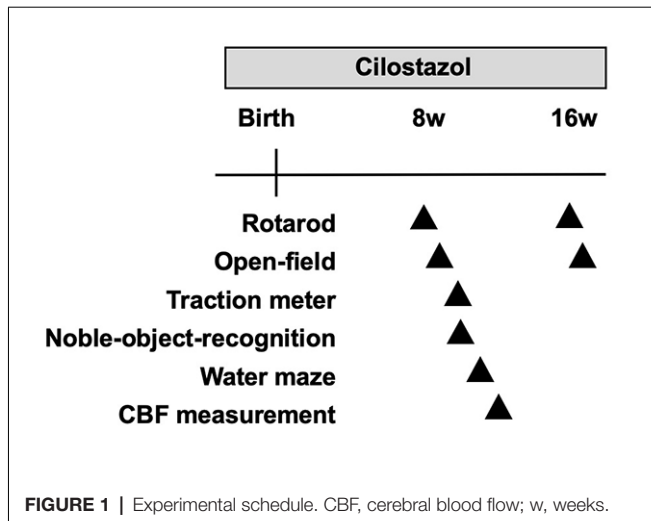 Cilostazol
Birth 8w 16w
Rotarod
Open-field
Traction meter
Noble-object-recognition
Water maze
CBF measurement
FIGURE 1 | Experimental schedule. CBF, cerebral blood flow; w, weeks.